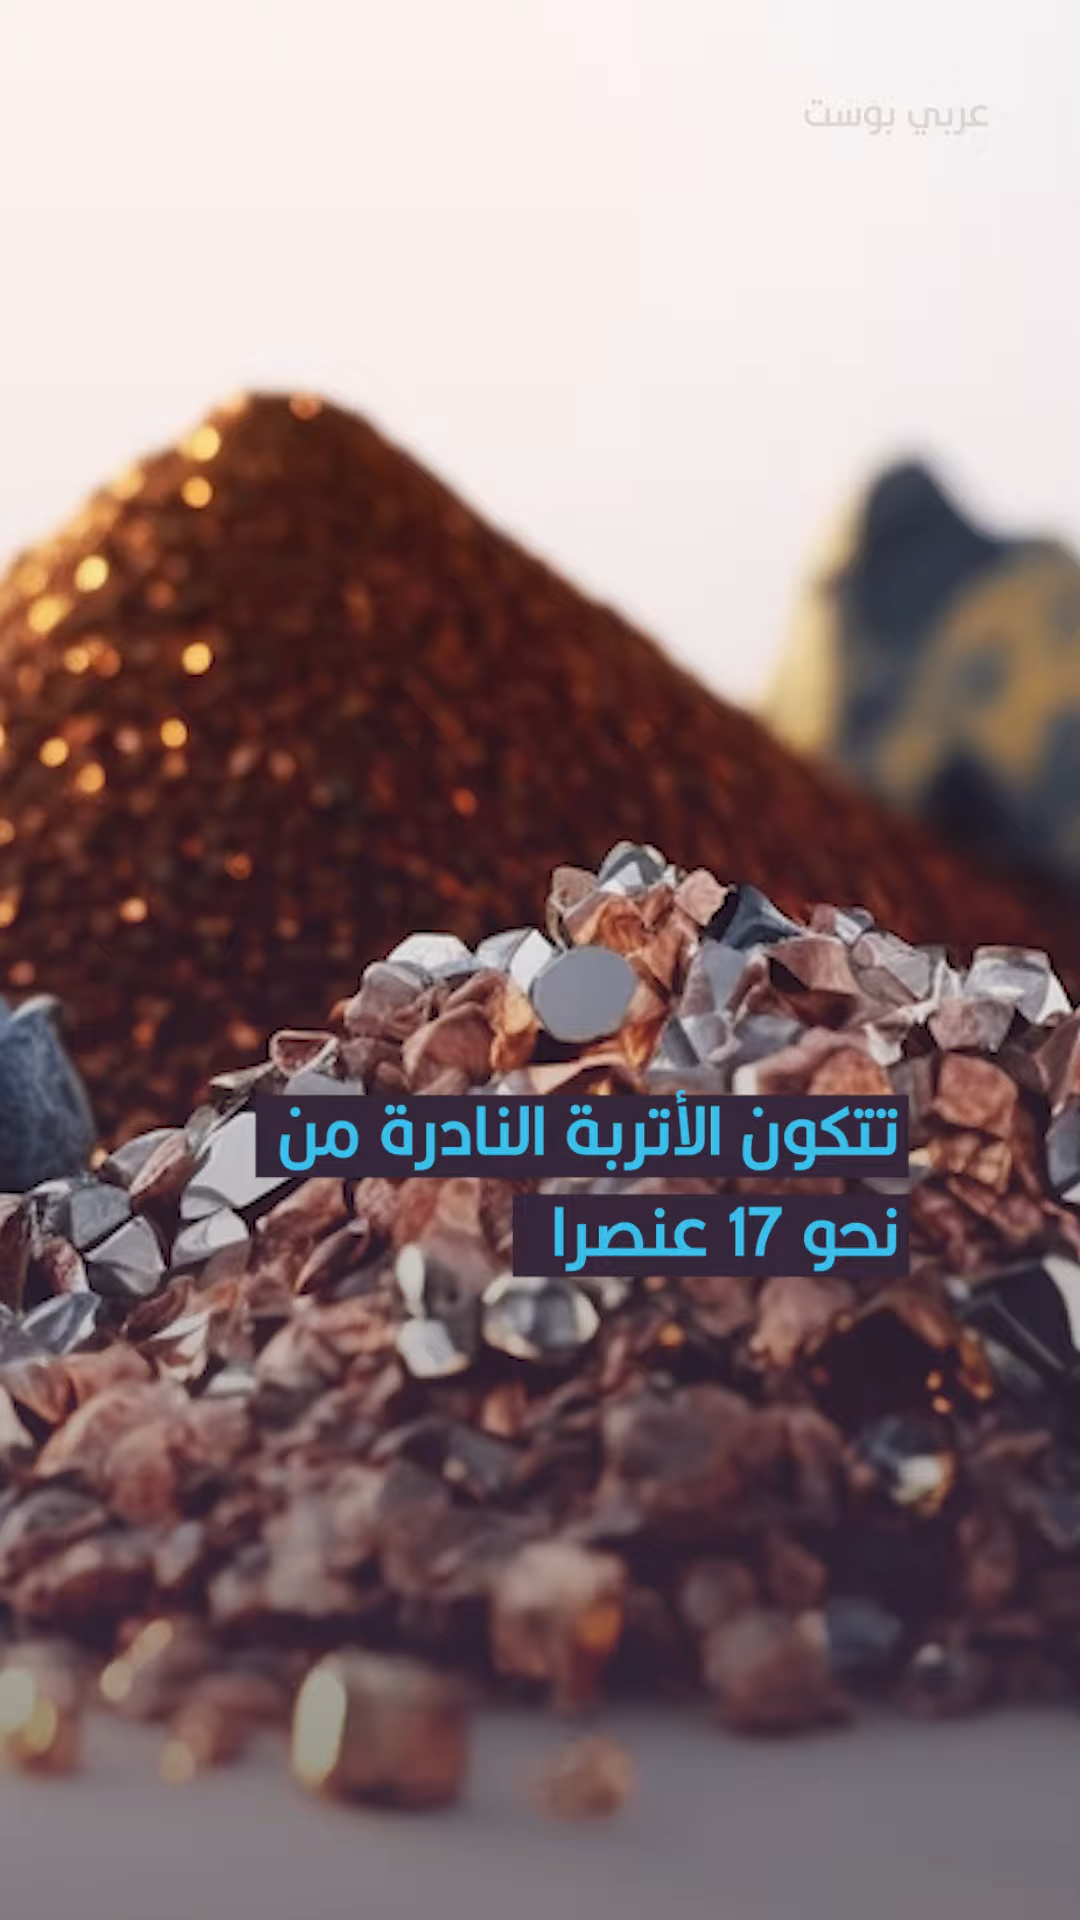 عربي بوست
تتكون الأتربة النادرة من
نحو 17 عنصرا